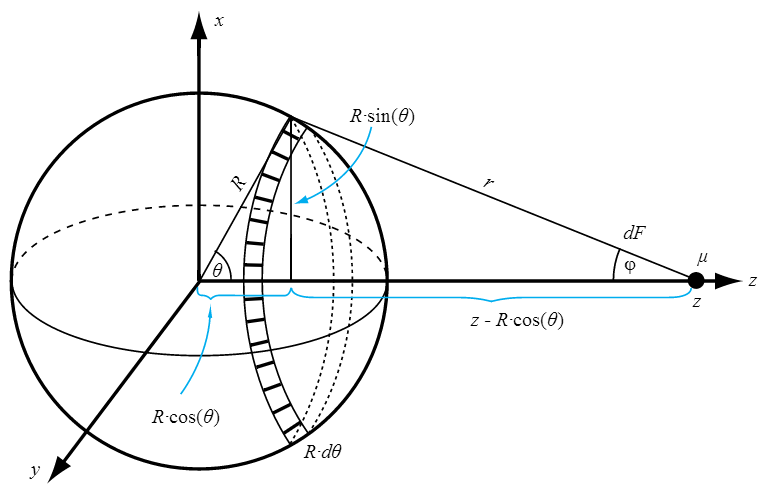 x
R·sin(θ)
R
r
dF
μ
θ
φ
z
z
z - R·cos(θ)
R·cos(θ)
R·dθ
y